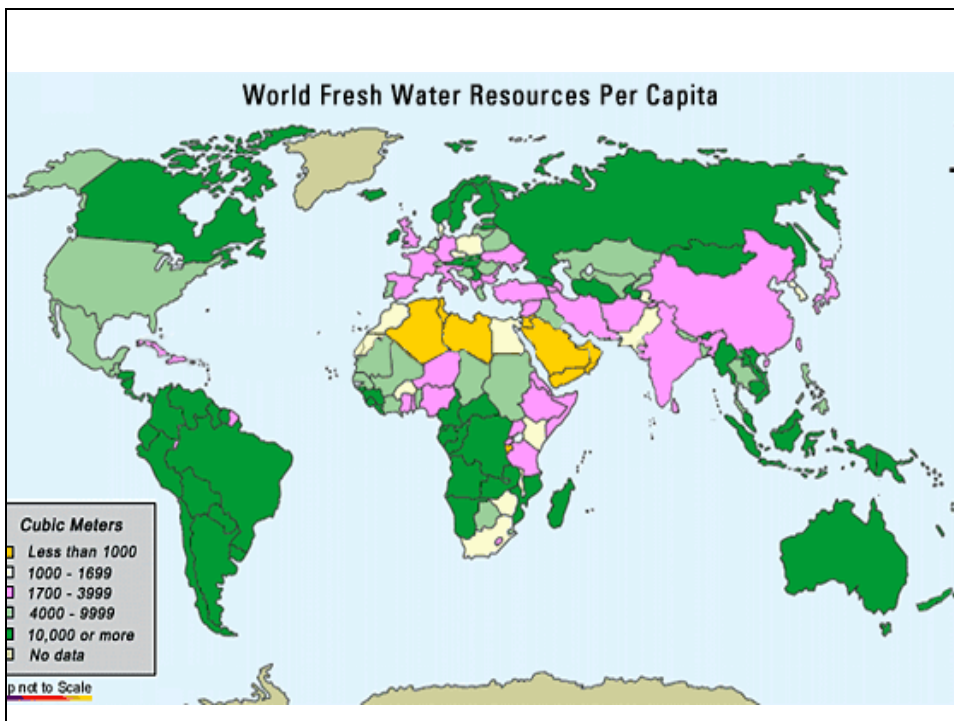 World Fresh Water Resources Per Capita
Cubic Meters
Less than 1000
1000 - 1699
1700 - 3999
4000 - 9999
10,000 or more
No data
p not to Scale